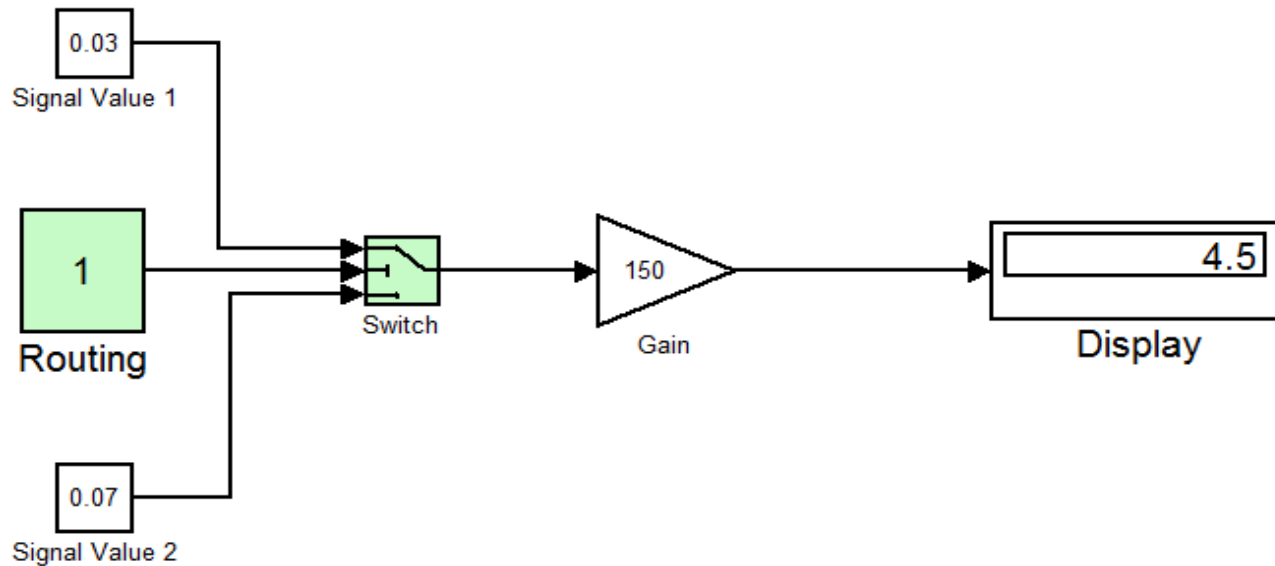 0.03
Signal Value 1
1
Routing
Switch
150
Gain
4.5
Display
0.07
Signal Value 2